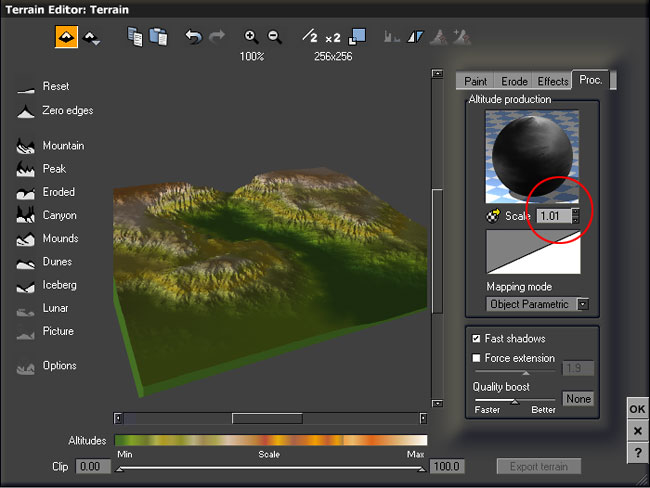 Terrain Editor: Terrain
/2 x2
100% 256x256
Reset
Zero edges
Mountain
Peak
Eroded
Canyon
Mounds
Dunes
Iceberg
Lunar
Picture
Options
Paint Erode Effects Proc.
Altitude production
Scale 1.01
Mapping mode
Object Parametric
Fast shadows
Force extension
1.9
Quality boost
None
Faster Better
OK
×
?
Altitudes
Min Scale Max
Clip 0.00 100.0
Export terrain